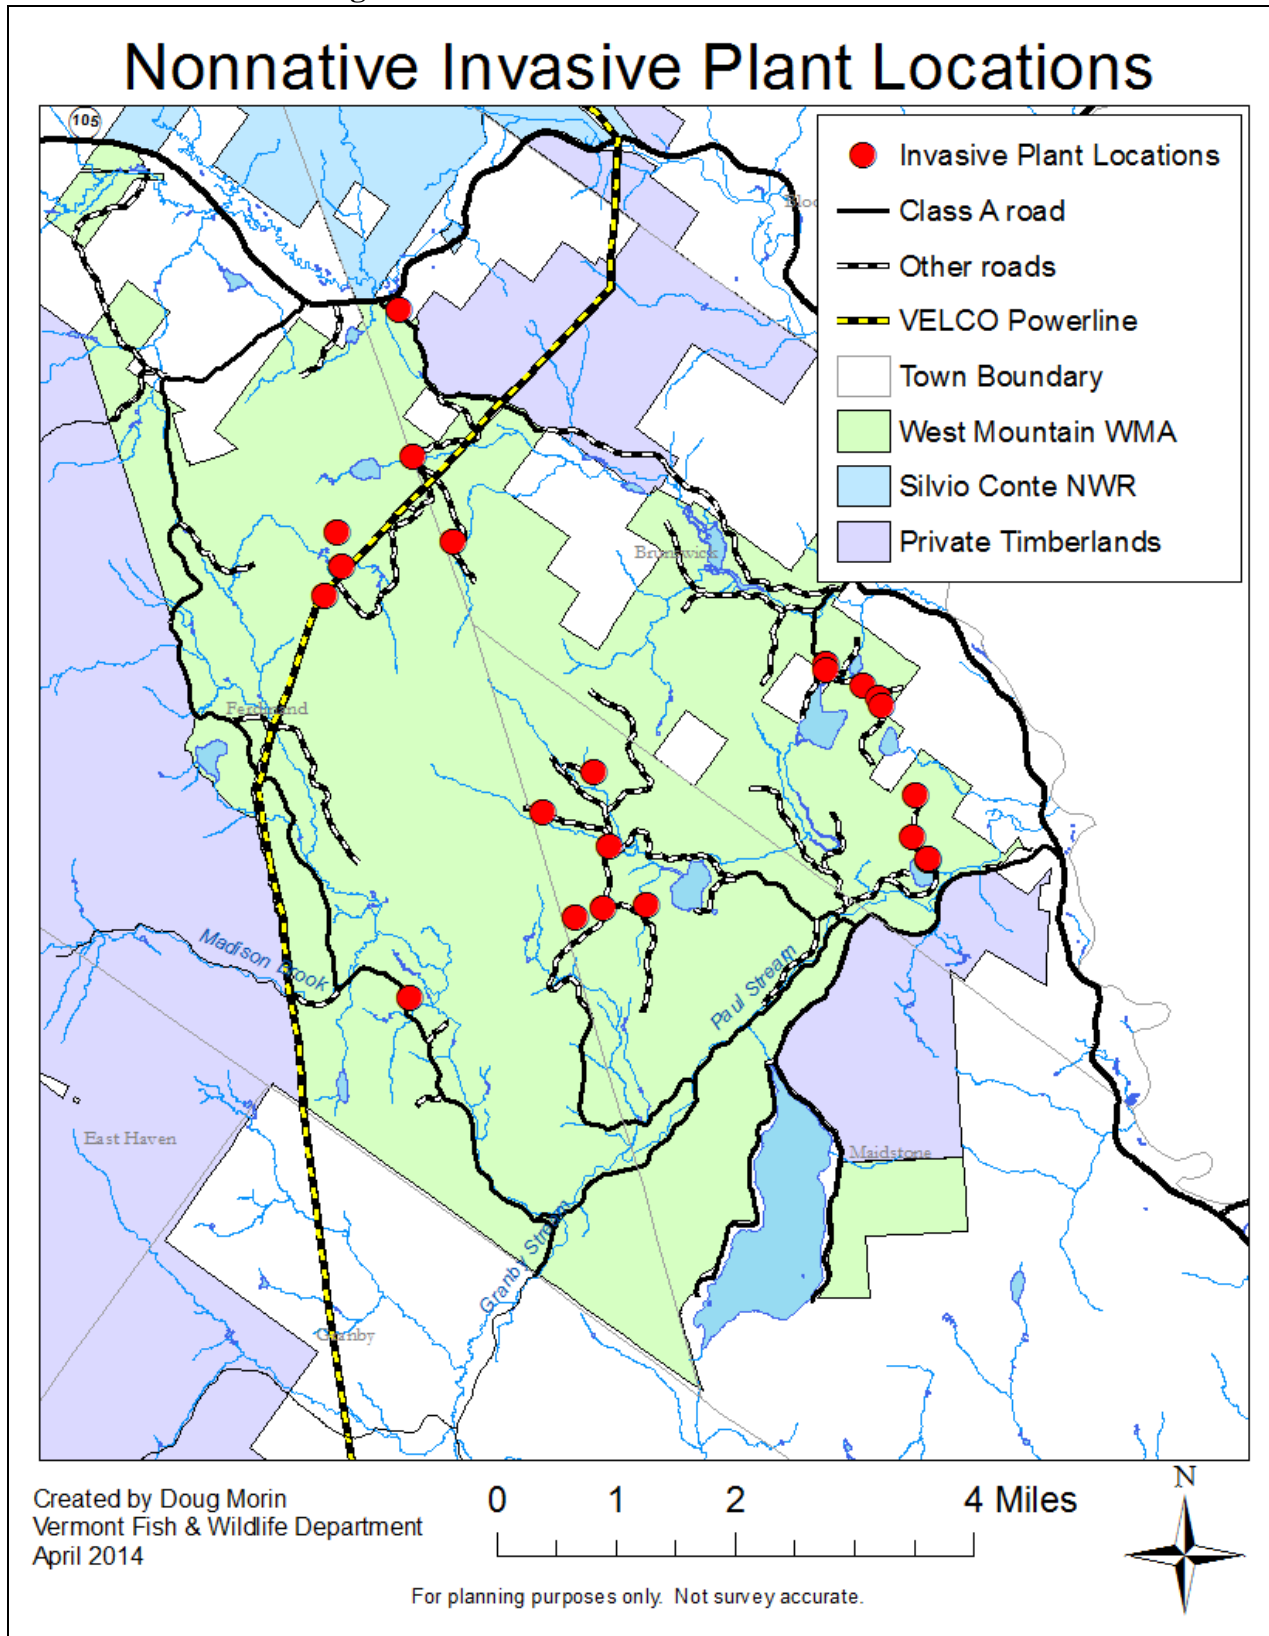 Nonnative Invasive Plant Locations
105
Invasive Plant Locations
Class A road
Other roads
VELCO Powerline
Town Boundary
West Mountain WMA
Silvio Conte NWR
Private Timberlands
Brunswick
Ferdinand
Madison Brook
Paul Stream
East Haven
Maidstone
Granby Stream
Granby
Created by Doug Morin
Vermont Fish & Wildlife Department
April 2014
0 1 2 4 Miles
N
For planning purposes only. Not survey accurate.